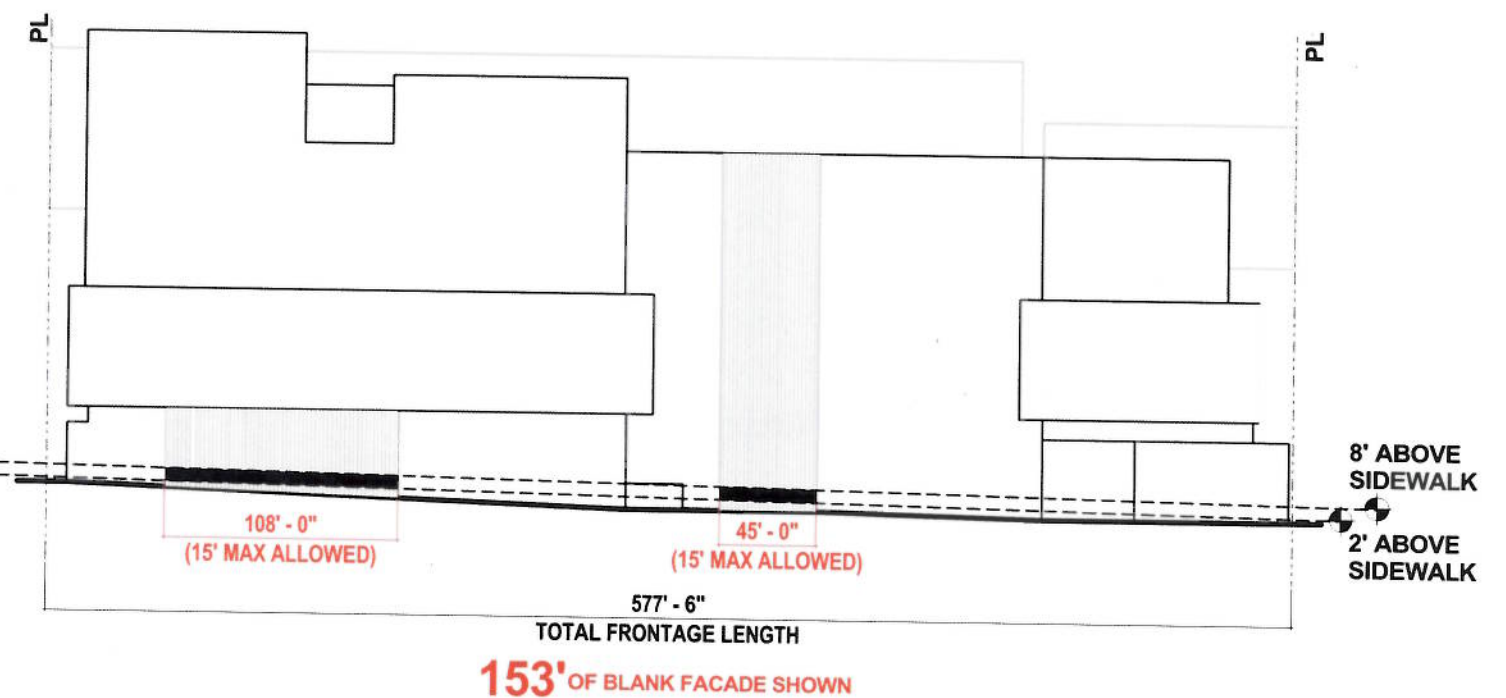 PL
PL
8' ABOVE
SIDEWALK
2' ABOVE
SIDEWALK
108' - 0"
(15' MAX ALLOWED)
45' - 0"
(15' MAX ALLOWED)
577' - 6"
TOTAL FRONTAGE LENGTH
153' OF BLANK FACADE SHOWN